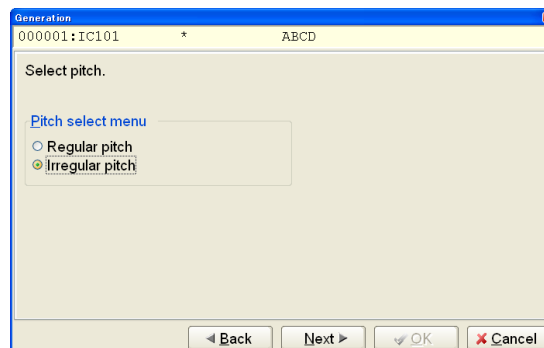 Generation
000001:IC101 * ABCD
Select pitch.
Pitch select menu
Regular pitch
Irregular pitch
Back Next OK Cancel